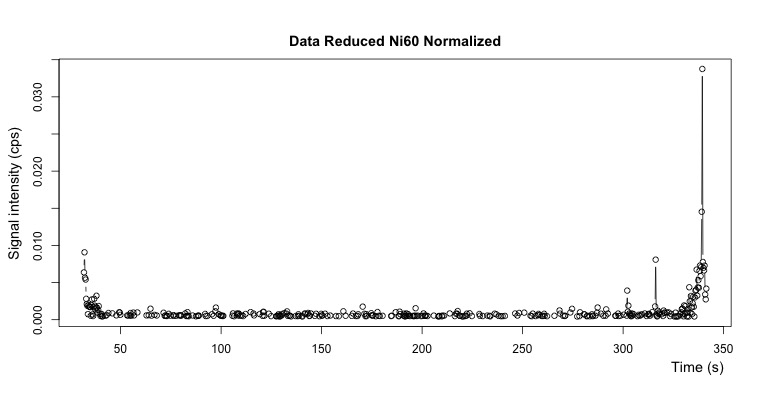 Data Reduced Ni60 Normalized
Signal intensity (cps)
0.030
0.020
0.010
0.000
50 100 150 200 250 300 350
Time (s)